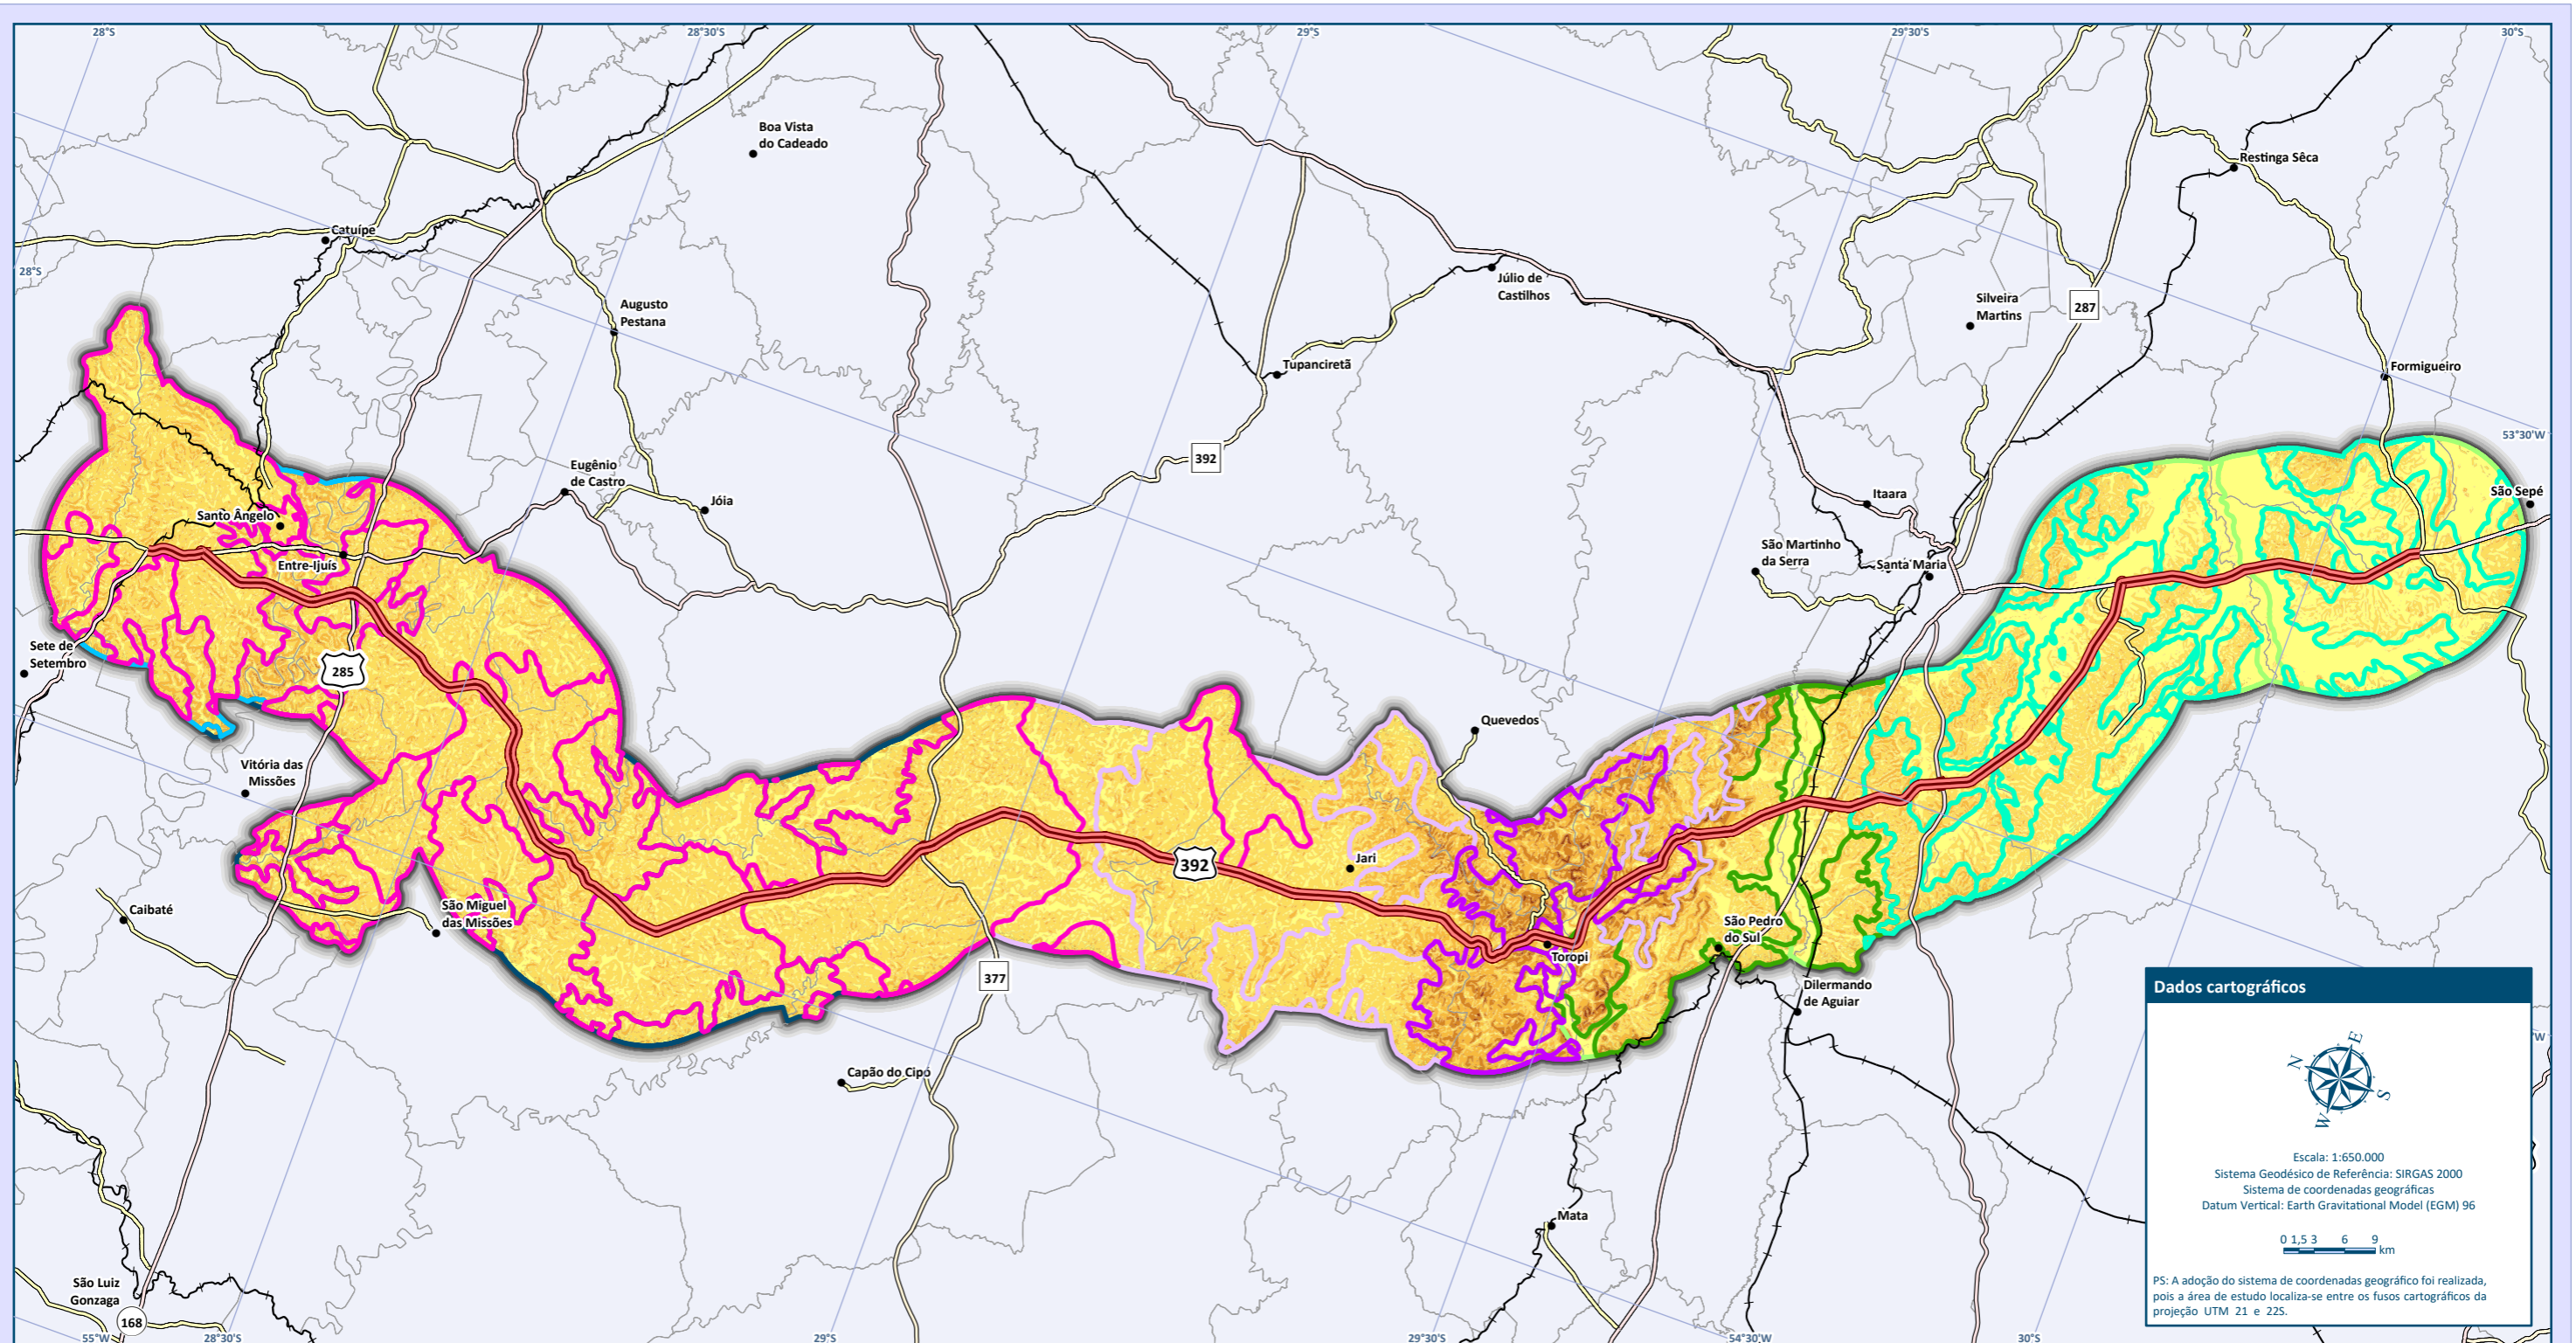 28°S
28°30'S
29°S
29°30'S
30°S
Boa Vista
do Cadeado
Restinga Sêca
Catuípe
28°S
Júlio de
Castilhos
Augusto
Pestana
Silveira
Martins
287
Tupanciretã
Formigueiro
53°30'W
392
Eugênio
de Castro
Jóia
Itaara
São Sepé
Santo Ângelo
São Martinho
da Serra
Santa Maria
Entre-Ijuís
Sete de
Setembro
285
Quevedos
Vitória das
Missões
392
Jari
Caibaté
São Miguel
das Missões
São Pedro
do Sul
Toropi
377
Dilermando
de Aguiar
Capão do Cipó
Mata
São Luiz
Gonzaga
168
55°W
28°30'S
29°S
29°30'S
54°30'W
30°S
°W
Dados cartográficos
N
E
W
S
Escala: 1:650.000
Sistema Geodésico de Referência: SIRGAS 2000
Sistema de coordenadas geográficas
Datum Vertical: Earth Gravitational Model (EGM) 96
0 1,5 3 6 9
km
PS: A adoção do sistema de coordenadas geográfico foi realizada,
pois a área de estudo localiza-se entre os fusos cartográficos da
projeção UTM 21 e 22S.